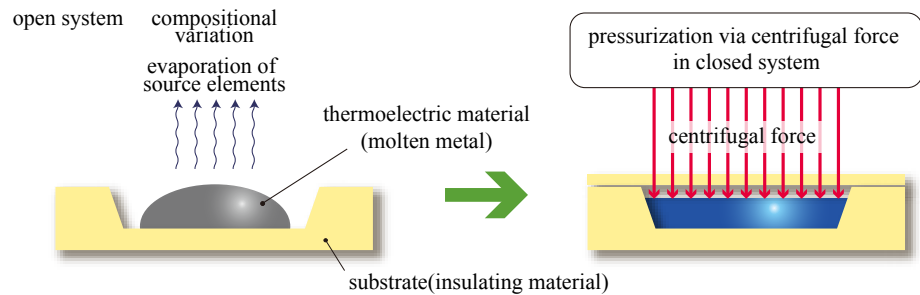 open system
compositional
variation
evaporation of
source elements
thermoelectric material
(molten metal)
substrate(insulating material)
pressurization via centrifugal force
in closed system
centrifugal force